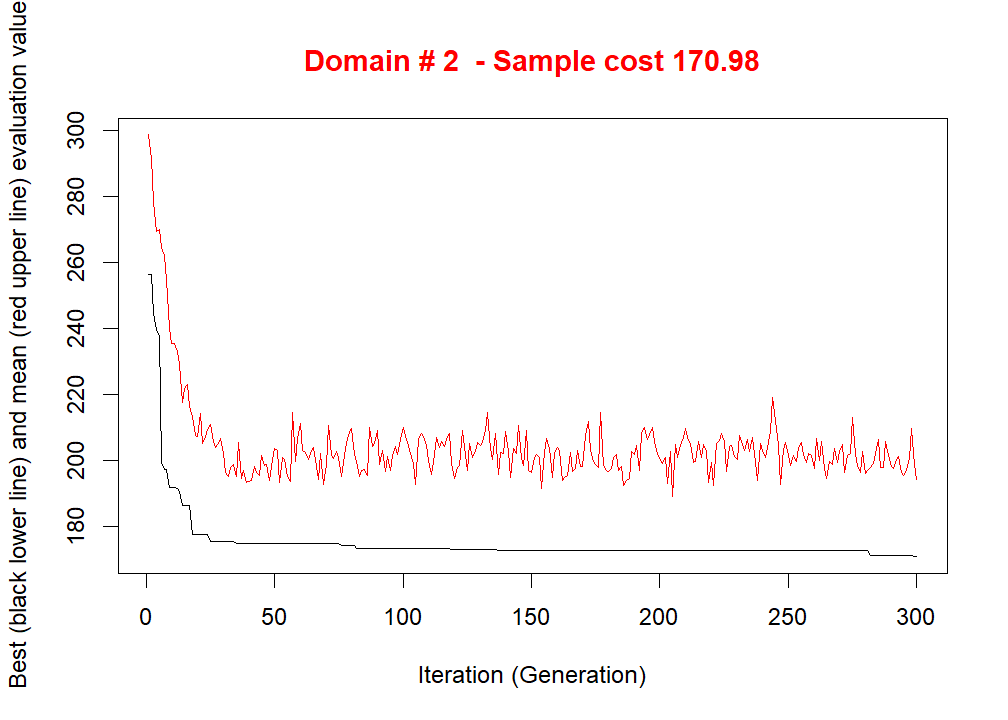 Domain # 2  - Sample cost 170.98
Best (black lower line) and mean (red upper line) evaluation value
300
280
260
240
220
200
180
0 50 100 150 200 250 300
Iteration (Generation)